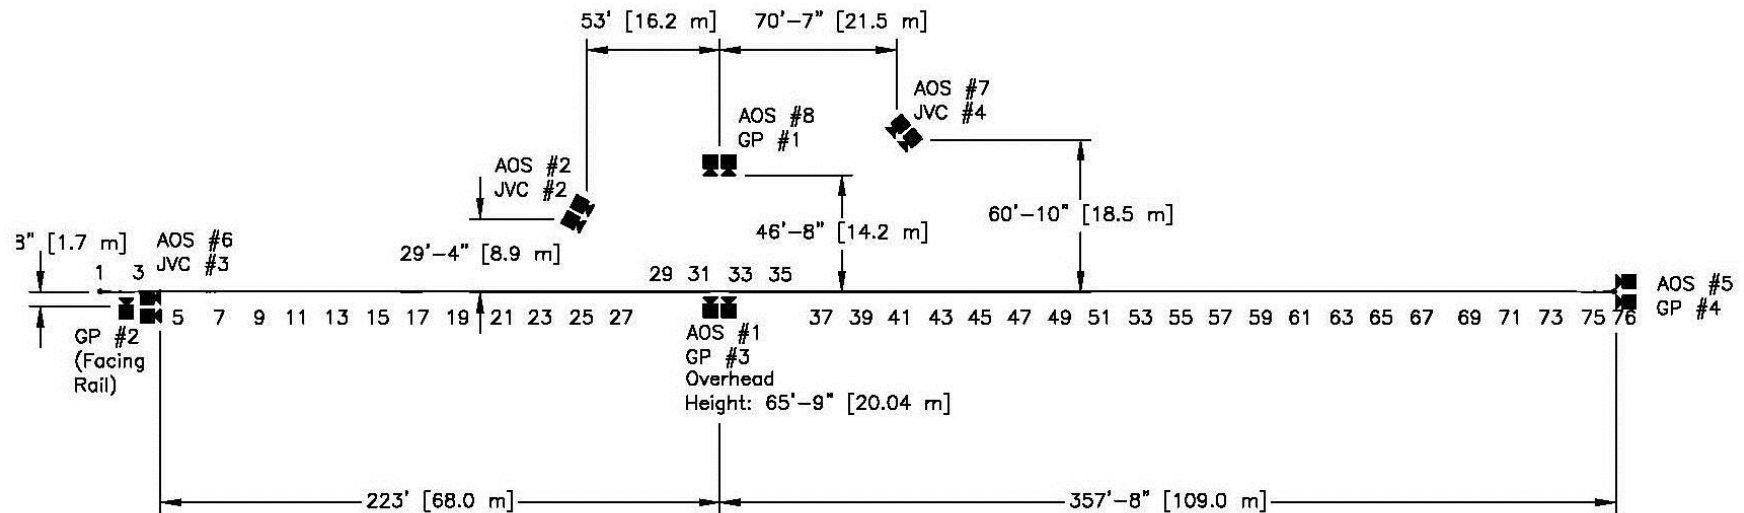 53' [16.2 m] 70'-7" [21.5 m]
AOS #7
JVC #4
AOS #8
GP #1
AOS #2
JVC #2
60'-10" [18.5 m]
46'-8" [14.2 m]
29'-4" [8.9 m]
[1.7 m]
AOS #6
JVC #3
1 3
29 31 33 35
AOS #5
GP #4
5 7 9 11 13 15 17 19 21 23 25 27 37 39 41 43 45 47 49 51 53 55 57 59 61 63 65 67 69 71 73 75 76
GP #2
(Facing
Rail)
AOS #1
GP #3
Overhead
Height: 65'-9" [20.04 m]
223' [68.0 m] 357'-8" [109.0 m]